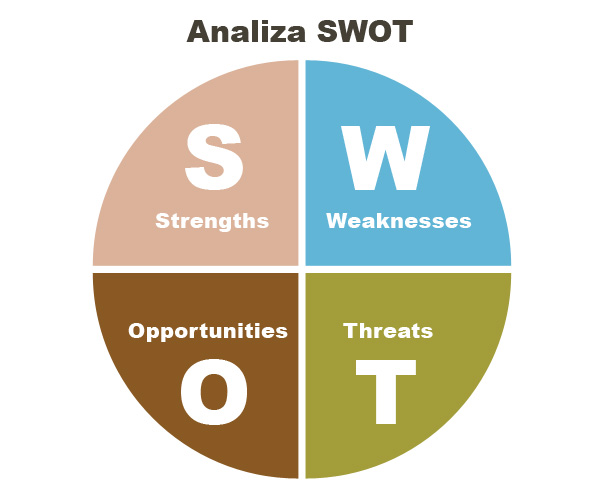 Analiza SWOT
S
Strengths
W
Weaknesses
Opportunities
O
Threats
T